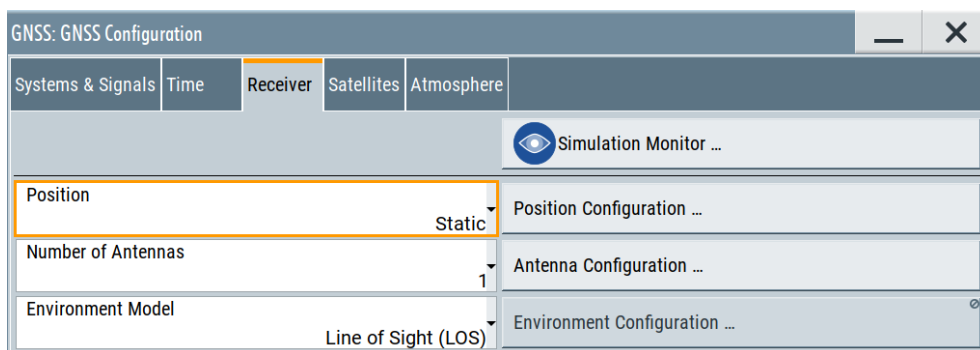 GNSS: GNSS Configuration
Systems & Signals Time Receiver Satellites Atmosphere
Simulation Monitor ...
Position
Static
Position Configuration ...
Number of Antennas
1
Antenna Configuration ...
Environment Model
Line of Sight (LOS)
Environment Configuration ...